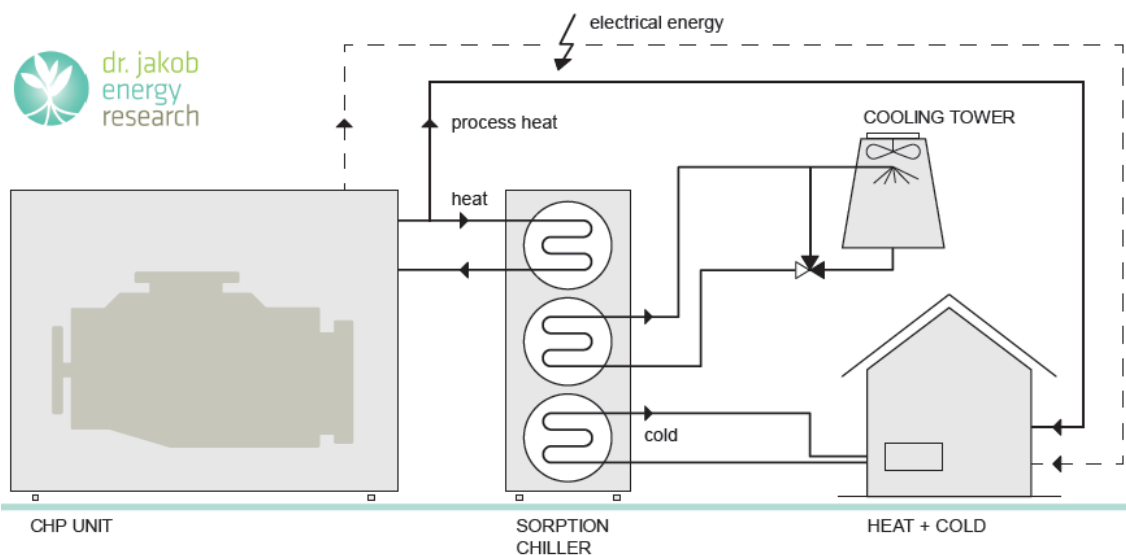 electrical energy
dr. jakob
energy
research
process heat
COOLING TOWER
heat
cold
CHP UNIT
SORPTION
CHILLER
HEAT + COLD